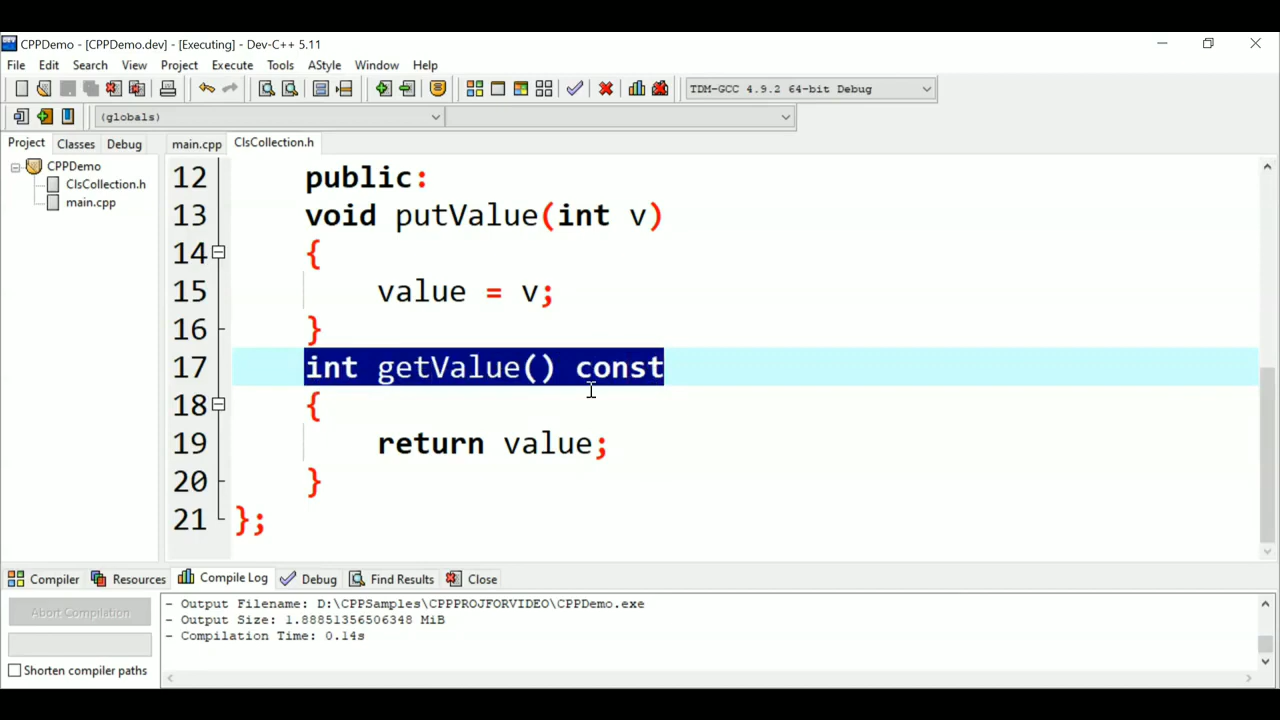 CPPDemo - [CPPDemo.dev] - [Executing] - Dev-C++ 5.11
File Edit Search View Project Execute Tools AStyle Window Help
TDM-GCC 4.9.2 64-bit Debug
(globals)
Project Classes Debug
main.cpp ClsCollection.h
CPPDemo
ClsCollection.h
main.cpp
12 public:
13 void putValue(int v)
14 {
15 value = v;
16 }
17 int getValue() const
18 {
19 return value;
20 }
21 };
Compiler Resources Compile Log Debug Find Results Close
Abort Compilation
Shorten compiler paths
- Output Filename: D:\CPPSamples\CPPPROJFORVIDEO\CPPDemo.exe
- Output Size: 1.88851356506348 MiB
- Compilation Time: 0.14s